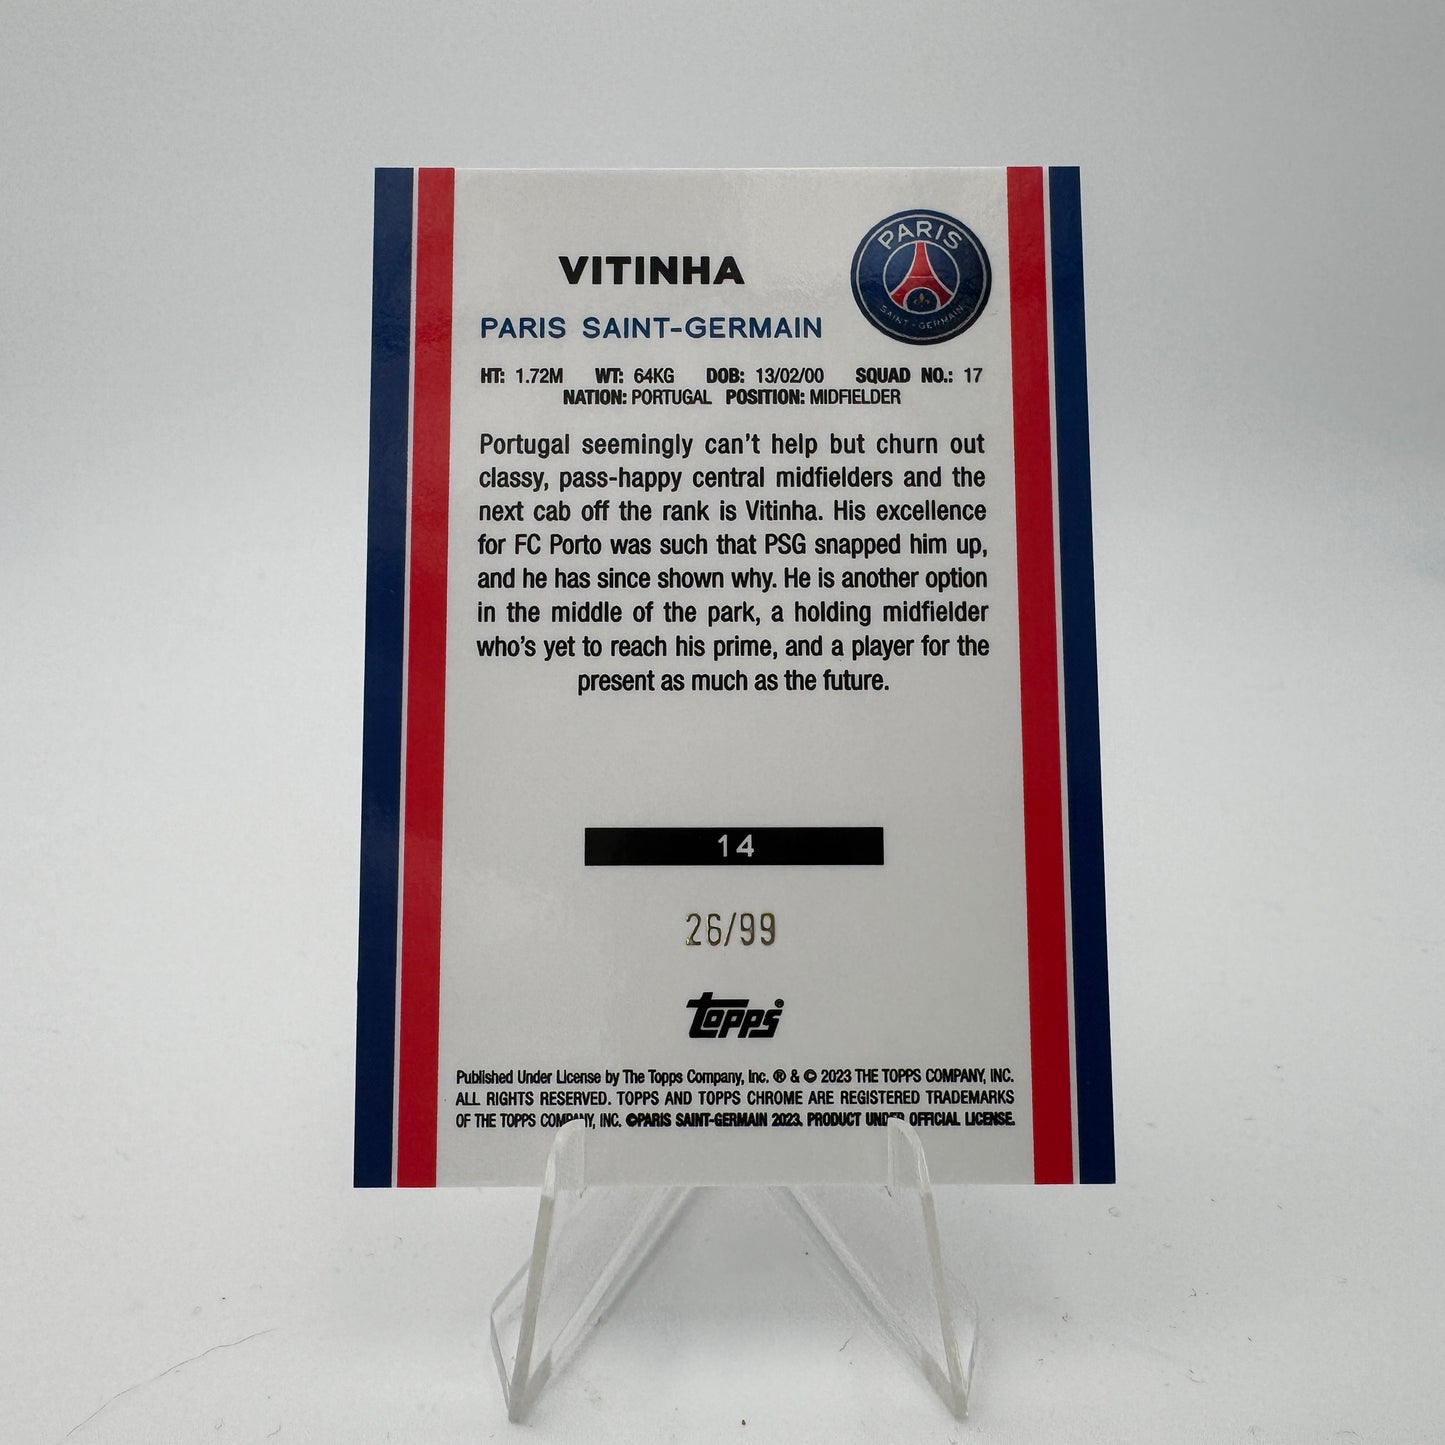 VITINHA
PARIS SAINT-GERMAIN
PARIS
SAINT-GERMAIN
HT: 1.72M WT: 64KG DOB: 13/02/00 SQUAD NO.: 17
NATION: PORTUGAL POSITION: MIDFIELDER
Portugal seemingly can't help but churn out
classy, pass-happy central midfielders and the
next cab off the rank is Vitinha. His excellence
for FC Porto was such that PSG snapped him up,
and he has since shown why. He is another option
in the middle of the park, a holding midfielder
who's yet to reach his prime, and a player for the
present as much as the future.
14
26/99
Topps®
Published Under License by The Topps Company, Inc. ® & © 2023 THE TOPPS COMPANY, INC.
ALL RIGHTS RESERVED. TOPPS AND TOPPS CHROME ARE REGISTERED TRADEMARKS
OF THE TOPPS COMPANY, INC. ©PARIS SAINT-GERMAIN 2023. PRODUCT UNDER OFFICIAL LICENSE.